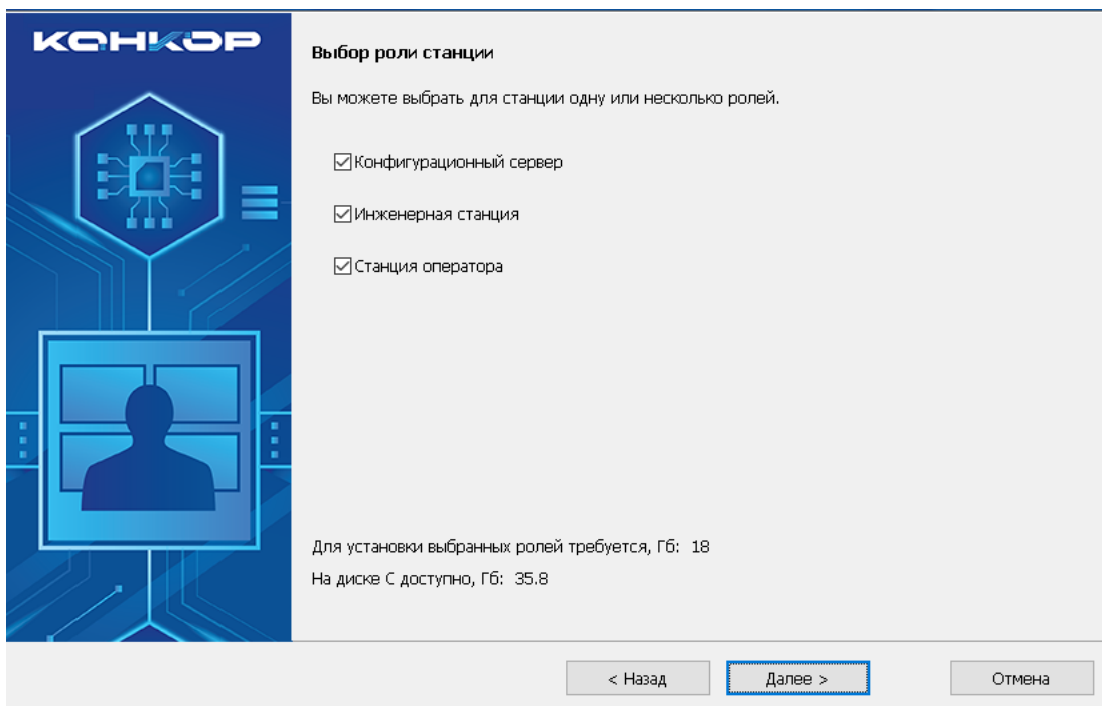 КОНКОР
Выбор роли станции
Вы можете выбрать для станции одну или несколько ролей.
Конфигурационный сервер
Инженерная станция
Станция оператора
Для установки выбранных ролей требуется, Гб: 18
На диске С доступно, Гб: 35.8
< Назад
Далее >
Отмена